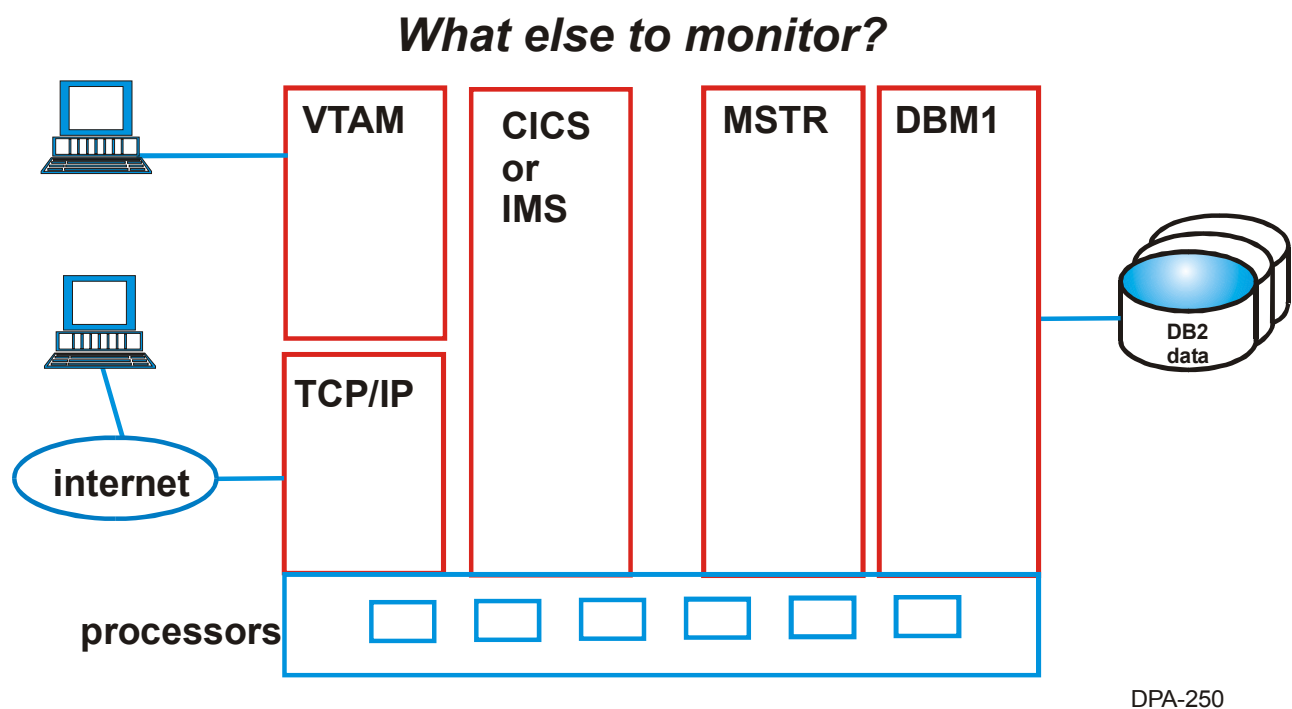 What else to monitor?
VTAM
CICS
or
IMS
MSTR
DBM1
DB2
data
TCP/IP
internet
processors
DPA-250